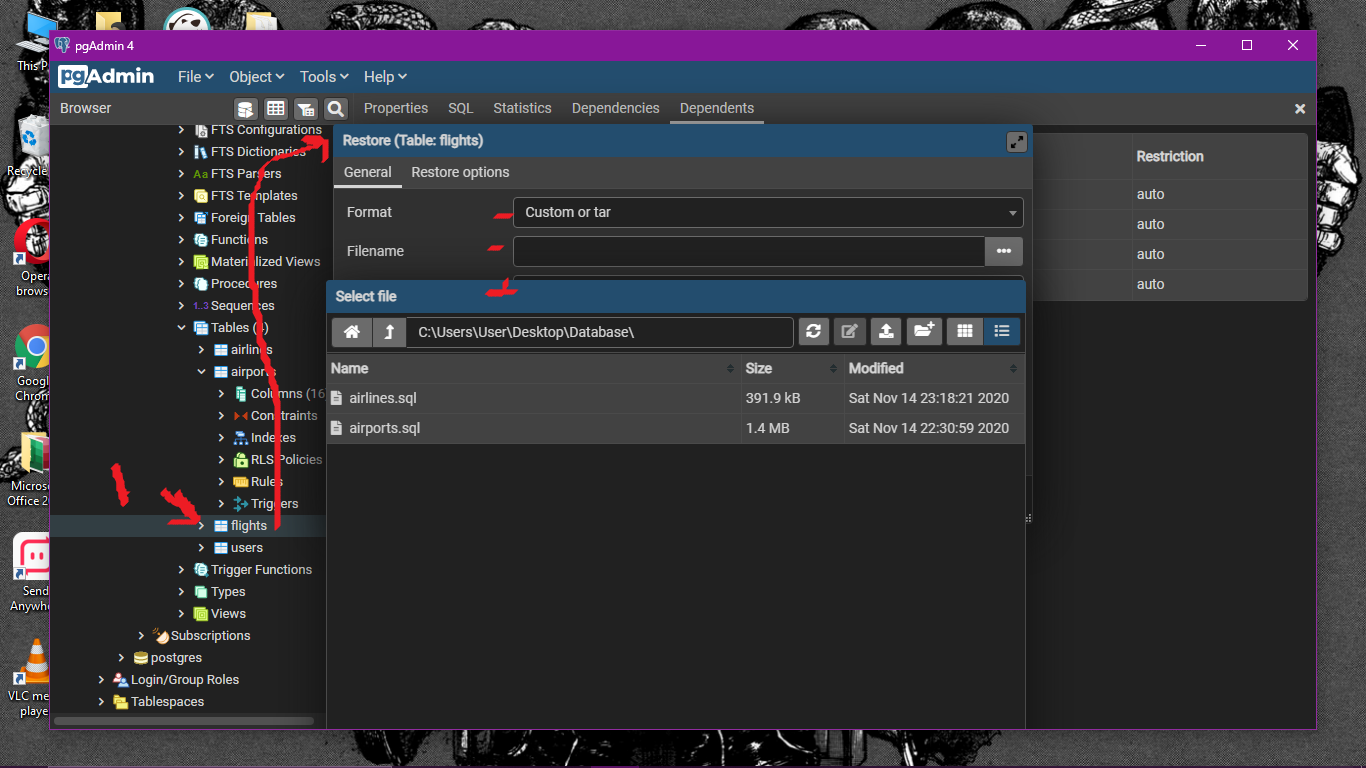 This P
pgAdmin 4
pgAdmin
File
Object
Tools
Help
Browser
Properties
SQL
Statistics
Dependencies
Dependents
Recycle
Opera
brows
Google
Chrom
Micros
Office 2
Send
Anywhe
VLC me
playe
FTS Configurations
FTS Dictionaries
Aa FTS Parsers
FTS Templates
Foreign Tables
Functions
Materialized Views
Procedures
1..3 Sequences
Tables (4)
airlines
airports
Columns (16
Constraints
Indexes
RLS Policies
Rules
Triggers
flights
users
Trigger Functions
Types
Views
Subscriptions
postgres
Login/Group Roles
Tablespaces
Restore (Table: flights)
General
Restore options
Format
Custom or tar
Filename
Select file
C:\Users\User\Desktop\Database\
Name
Size
Modified
airlines.sql
391.9 kB
Sat Nov 14 23:18:21 2020
airports.sql
1.4 MB
Sat Nov 14 22:30:59 2020
Restriction
auto
auto
auto
auto